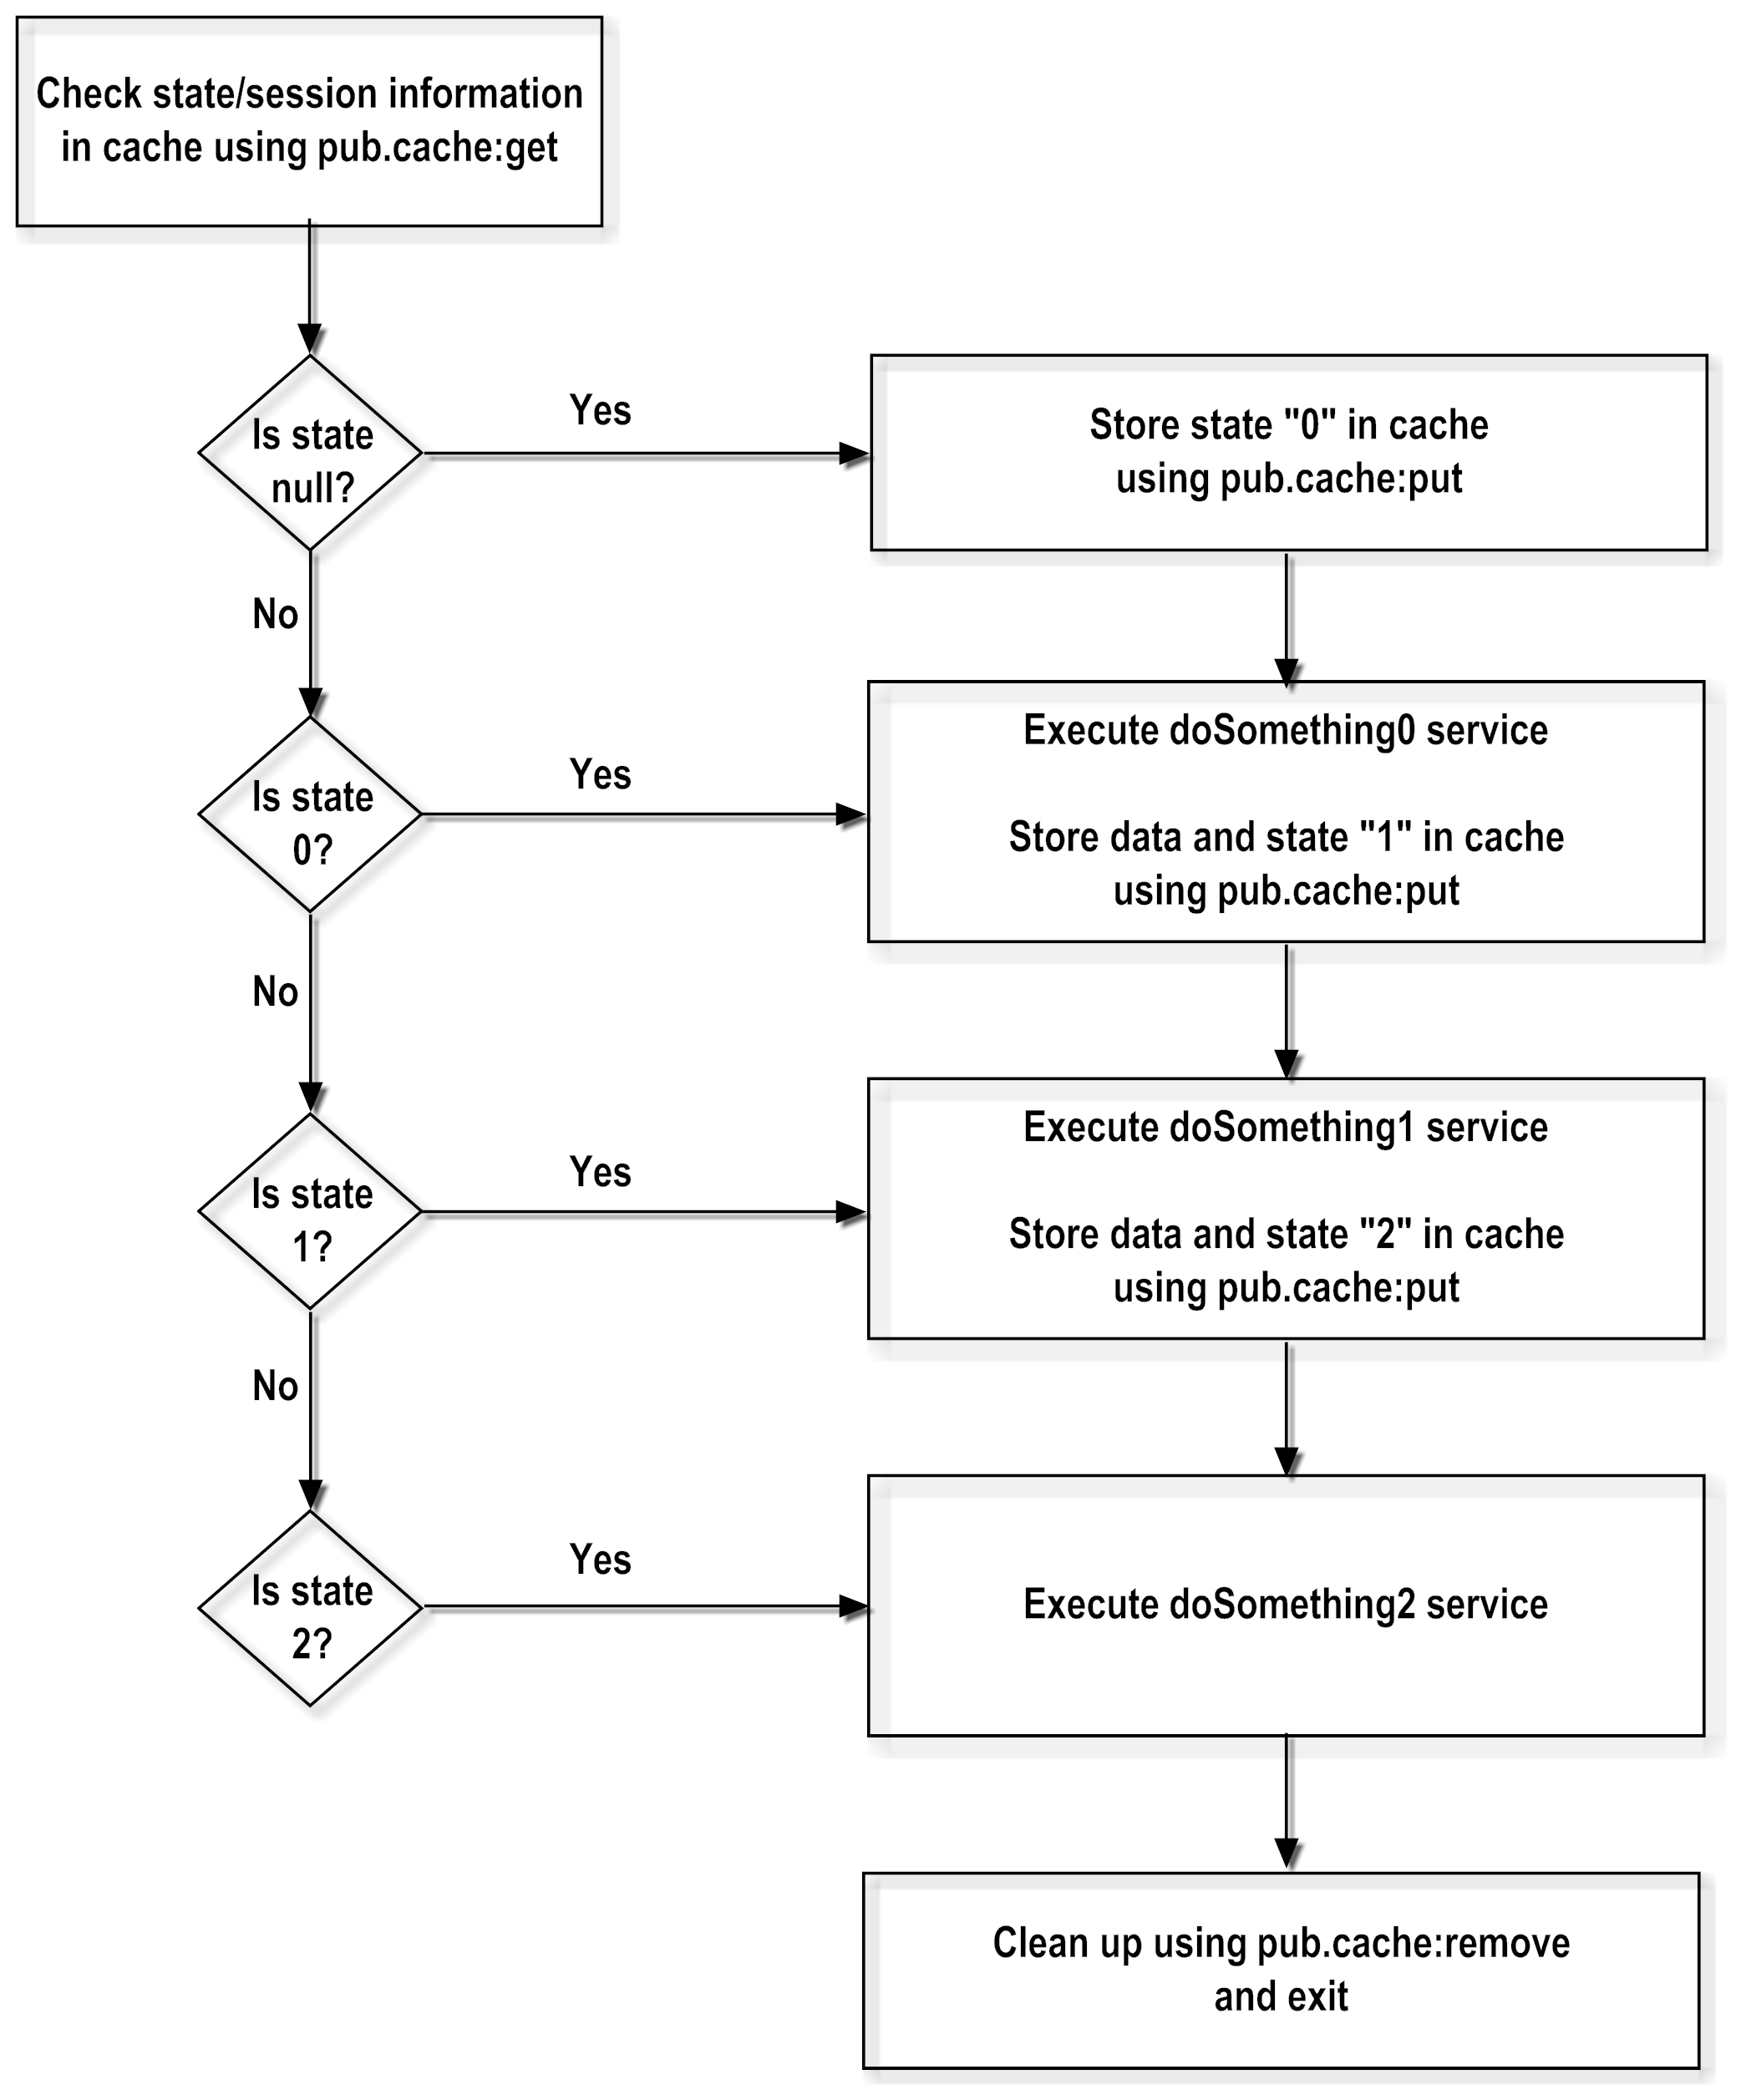 Check state/session information
in cache using pub.cache:get
Is state
null?
Yes
Store state "0" in cache
using pub.cache:put
No
Is state
0?
Yes
Execute doSomething0 service
Store data and state "1" in cache
using pub.cache:put
No
Is state
1?
Yes
Execute doSomething1 service
Store data and state "2" in cache
using pub.cache:put
No
Is state
2?
Yes
Execute doSomething2 service
Clean up using pub.cache:remove
and exit